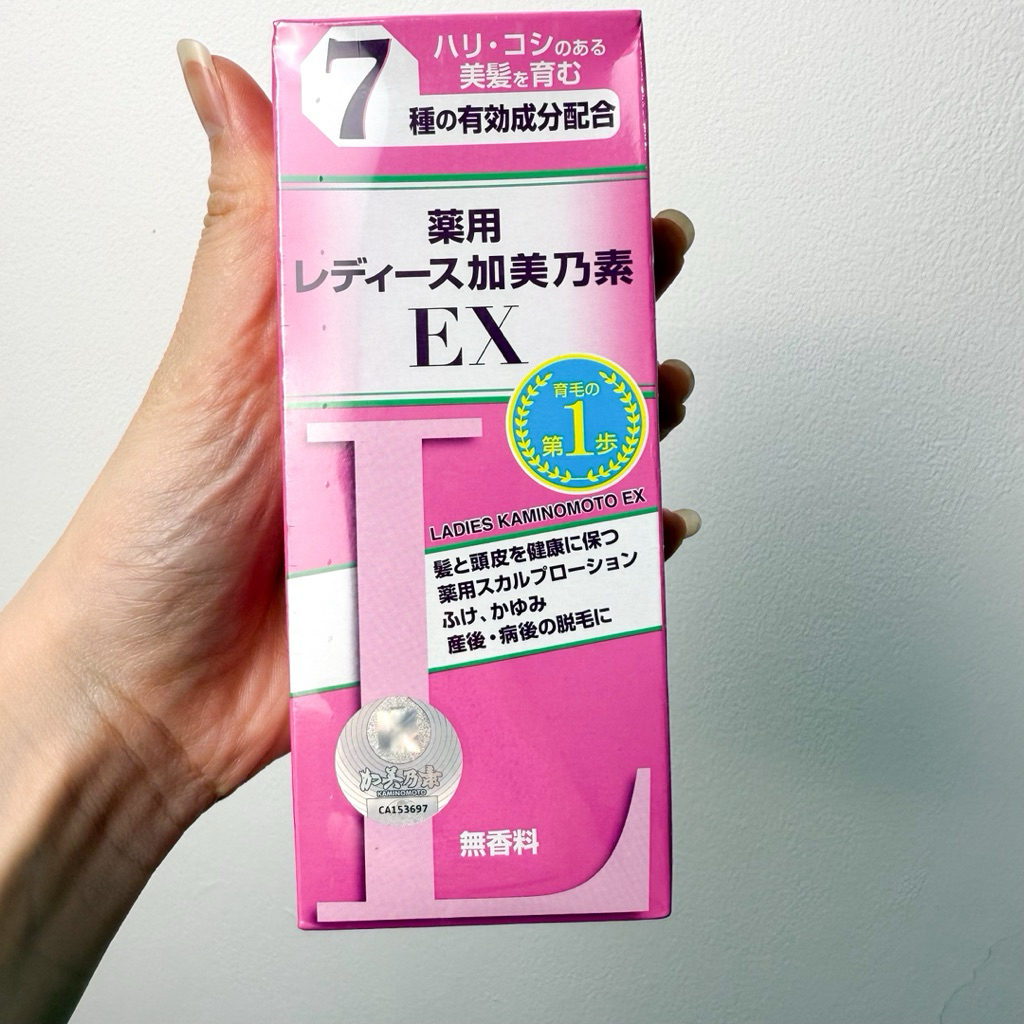 7
ハリ・コシのある
美髪を育む
種の有効成分配合
薬用
レディース加美乃素
EX
育毛の
第1歩
L
LADIES KAMINOMOTO EX
髪と頭皮を健康に保つ
薬用スカルプローション
ふけ、かゆみ
産後・病後の脱毛に
加美乃素
KAMINOMOTO
CA153697
無香料